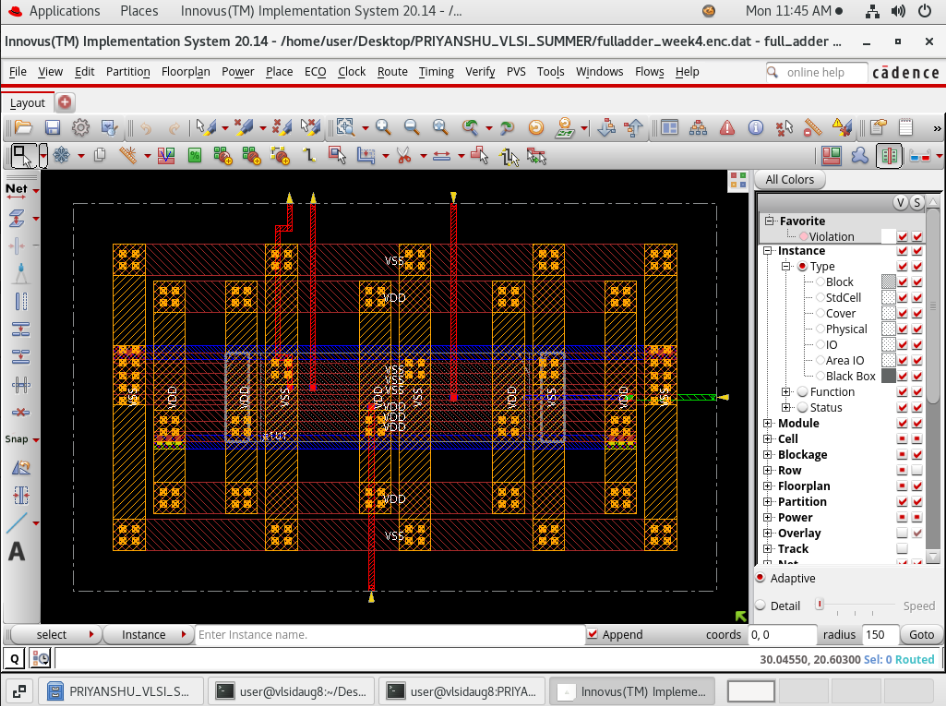 Applications Places Innovus(TM) Implementation System 20.14 - /... Mon 11:45 AM
Innovus(TM) Implementation System 20.14 - /home/user/Desktop/PRIYANSHU_VLSI_SUMMER/fulladder_week4.enc.dat - full_adder ...
File View Edit Partition Floorplan Power Place ECO Clock Route Timing Verify PVS Tools Windows Flows Help online help cādence
Layout
»
Net
All Colors
V S
Favorite
Violation
Instance
Type
Block
StdCell
Cover
Physical
IO
Area IO
Black Box
Function
Status
Module
Cell
Blockage
Row
Floorplan
Partition
Power
Overlay
Track
Net
Snap
A
VSS
VDD
VSS
VSS
VDD
VDD
VDD
VSS VDD VDD VSS VDD VSS VDD VSS VDD VSS
VDD
VSS
Adaptive
Detail Speed
select Instance Enter Instance name. Append coords 0, 0 radius 150 Goto
Q 30.04550, 20.60300 Sel: 0 Routed
PRIYANSHU_VLSI_S... user@vlsidaug8:~/Des... user@vlsidaug8:PRIYA... Innovus(TM) Impleme...